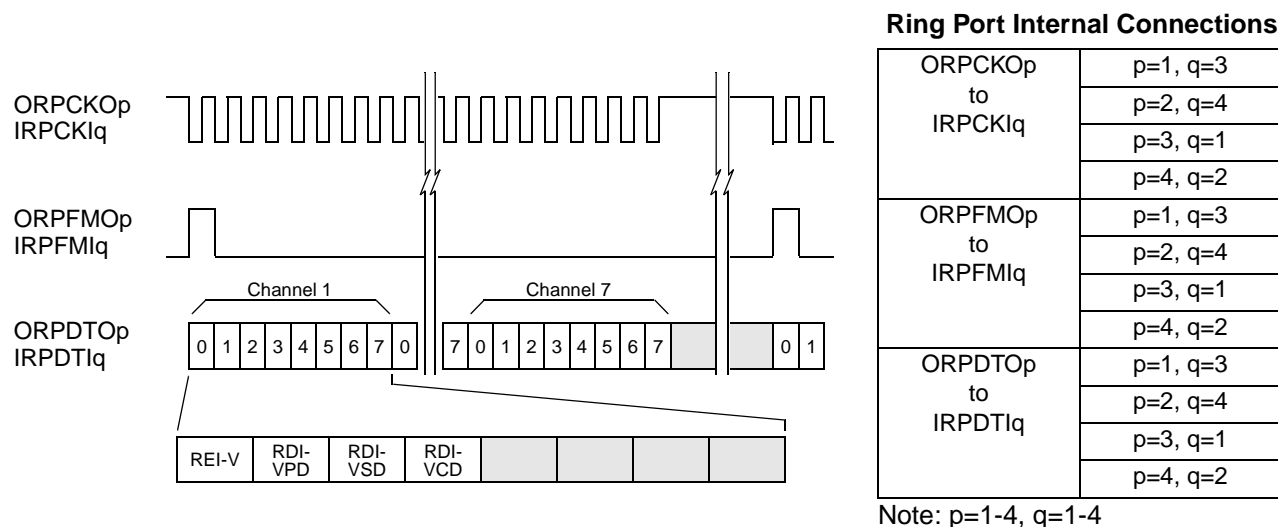 ORPCKOp
IRPCKIq
ORPFMOp
IRPFMIq
Channel 1
Channel 7
ORPDTOp
IRPDTIq
0 1 2 3 4 5 6 7 0 7 0 1 2 3 4 5 6 7 0 1
REI-V RDI-VPD RDI-VSD RDI-VCD
Ring Port Internal Connections
ORPCKOp
to
IRPCKIq
p=1, q=3
p=2, q=4
p=3, q=1
p=4, q=2
ORPFMOp
to
IRPFMIq
p=1, q=3
p=2, q=4
p=3, q=1
p=4, q=2
ORPDTOp
to
IRPDTIq
p=1, q=3
p=2, q=4
p=3, q=1
p=4, q=2
Note: p=1-4, q=1-4